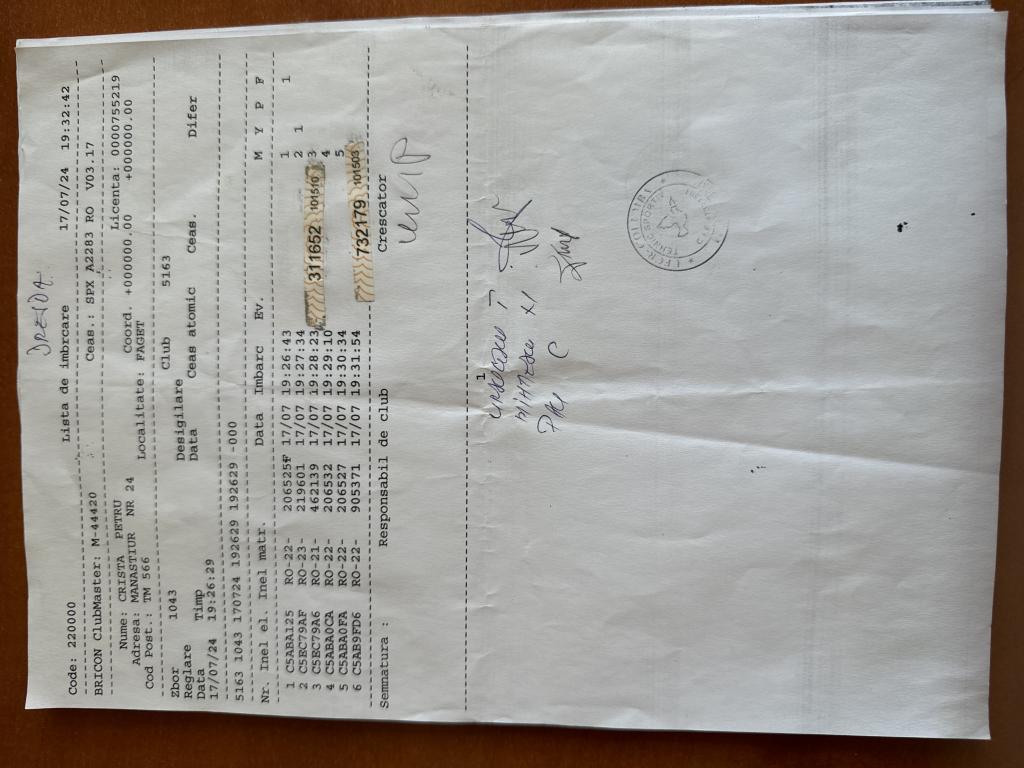 Code: 220000 Lista de imbrcare 17/07/24 19:32:42
BRICON ClubMaster: M-44420 Ceas.: SPX A2283 RO V03.17
Nume: CRISTA PETRU Licenta: 0000755219
Adresa: MANASTIUR NR 24 Coord. +000000.00 +000000.00
Cod Post.: TM 566 Localitate: FAGET
Zbor 1043 Club 5163
Reglare Desigilare
Data Timp Data Ceas atomic Ceas. Difer
17/07/24 19:26:29
5163 1043 170724 192629 192629 192629 -000
Nr. Inel el. Inel matr. Data Imbarc Ev. M Y P F
1 C5ABA125 RO-22- 206525f 17/07 19:26:43 1 1
2 C5EC79AF RO-23- 219601 17/07 19:27:34 2 1
3 C5EC79A6 RO-21- 462139 17/07 19:28:23 311652 101510 3
4 C5ABA0CA RO-22- 206532 17/07 19:29:10 4
5 C5ABA0FA RO-22- 206527 17/07 19:30:34 5
6 C5AB9FD6 RO-22- 905371 17/07 19:31:54 732179 101503
Semnatura : Responsabil de club Crescator
1